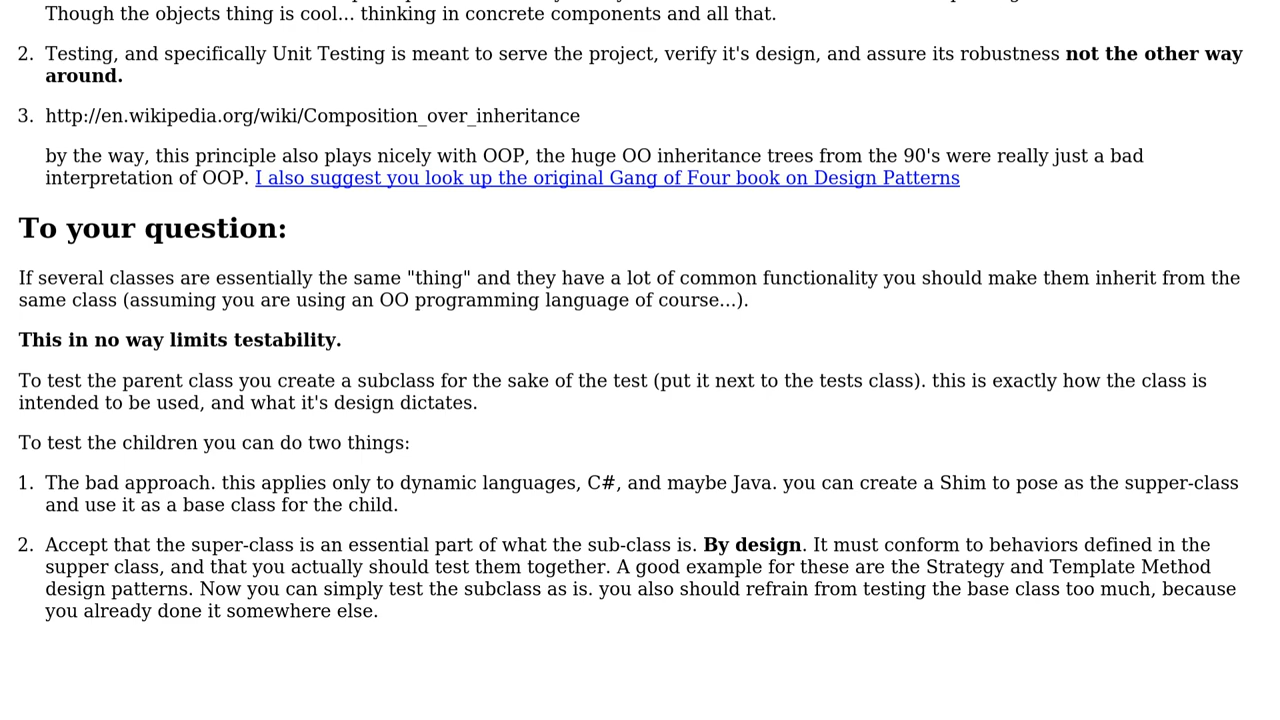 Though the objects thing is cool... thinking in concrete components and all that.
2. Testing, and specifically Unit Testing is meant to serve the project, verify it's design, and assure its robustness not the other way
around.
3. http://en.wikipedia.org/wiki/Composition_over_inheritance
by the way, this principle also plays nicely with OOP, the huge OO inheritance trees from the 90's were really just a bad
interpretation of OOP. I also suggest you look up the original Gang of Four book on Design Patterns
To your question:
If several classes are essentially the same "thing" and they have a lot of common functionality you should make them inherit from the
same class (assuming you are using an OO programming language of course...).
This in no way limits testability.
To test the parent class you create a subclass for the sake of the test (put it next to the tests class). this is exactly how the class is
intended to be used, and what it's design dictates.
To test the children you can do two things:
1. The bad approach. this applies only to dynamic languages, C#, and maybe Java. you can create a Shim to pose as the supper-class
and use it as a base class for the child.
2. Accept that the super-class is an essential part of what the sub-class is. By design. It must conform to behaviors defined in the
supper class, and that you actually should test them together. A good example for these are the Strategy and Template Method
design patterns. Now you can simply test the subclass as is. you also should refrain from testing the base class too much, because
you already done it somewhere else.